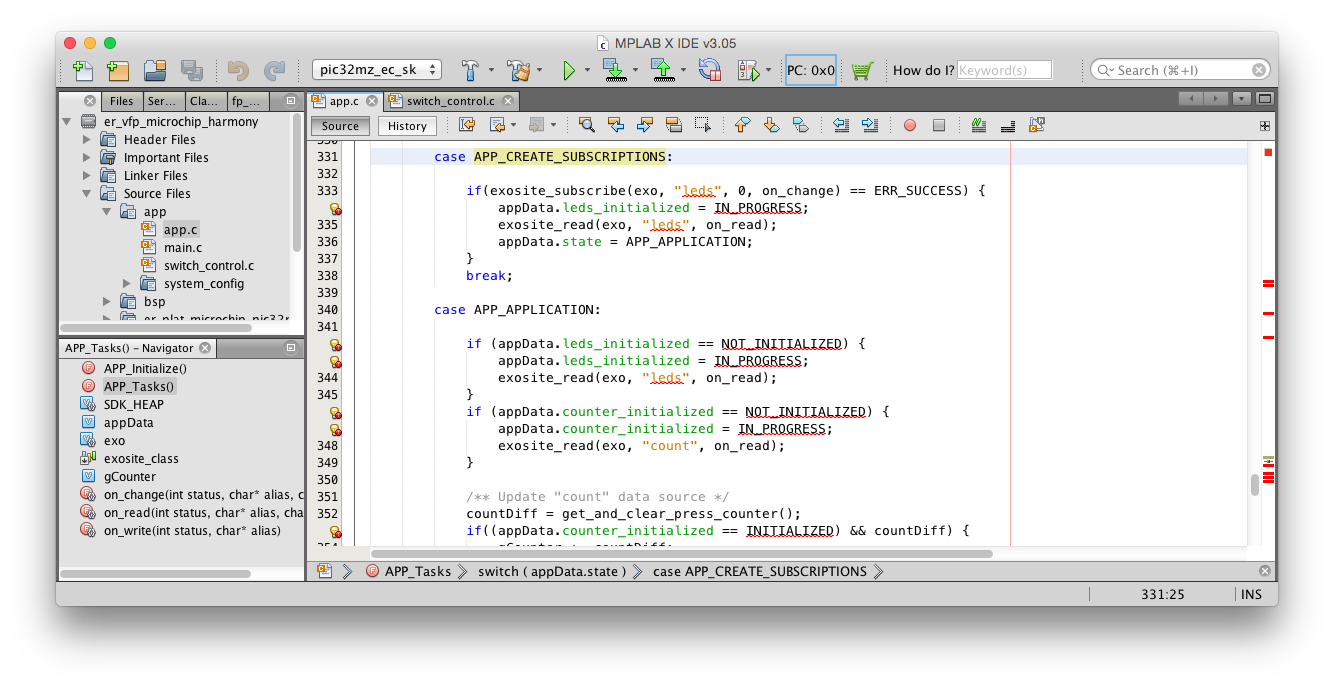 MPLAB X IDE v3.05
pic32mz_ec_sk
PC: 0x0
How do I? Keyword(s)
Search (⌘+I)
Files Ser... Cla... fp_...
er_vfp_microchip_harmony
Header Files
Important Files
Linker Files
Source Files
app
app.c
main.c
switch_control.c
system_config
bsp
APP_Tasks() - Navigator
APP_Initialize()
APP_Tasks()
SDK_HEAP
appData
exo
exosite_class
gCounter
on_change(int status, char* alias, c
on_read(int status, char* alias, cha
on_write(int status, char* alias)
app.c switch_control.c
Source History
331 case APP_CREATE_SUBSCRIPTIONS:
332
333 if(exosite_subscribe(exo, "leds", 0, on_change) == ERR_SUCCESS) {
appData.leds_initialized = IN_PROGRESS;
335 exosite_read(exo, "leds", on_read);
336 appData.state = APP_APPLICATION;
337 }
338 break;
339
340 case APP_APPLICATION:
341
if (appData.leds_initialized == NOT_INITIALIZED) {
appData.leds_initialized = IN_PROGRESS;
344 exosite_read(exo, "leds", on_read);
345 }
if (appData.counter_initialized == NOT_INITIALIZED) {
appData.counter_initialized = IN_PROGRESS;
348 exosite_read(exo, "count", on_read);
349 }
350
351 /** Update "count" data source */
352 countDiff = get_and_clear_press_counter();
if((appData.counter_initialized == INITIALIZED) && countDiff) {
APP_Tasks switch ( appData.state ) case APP_CREATE_SUBSCRIPTIONS
331:25 INS